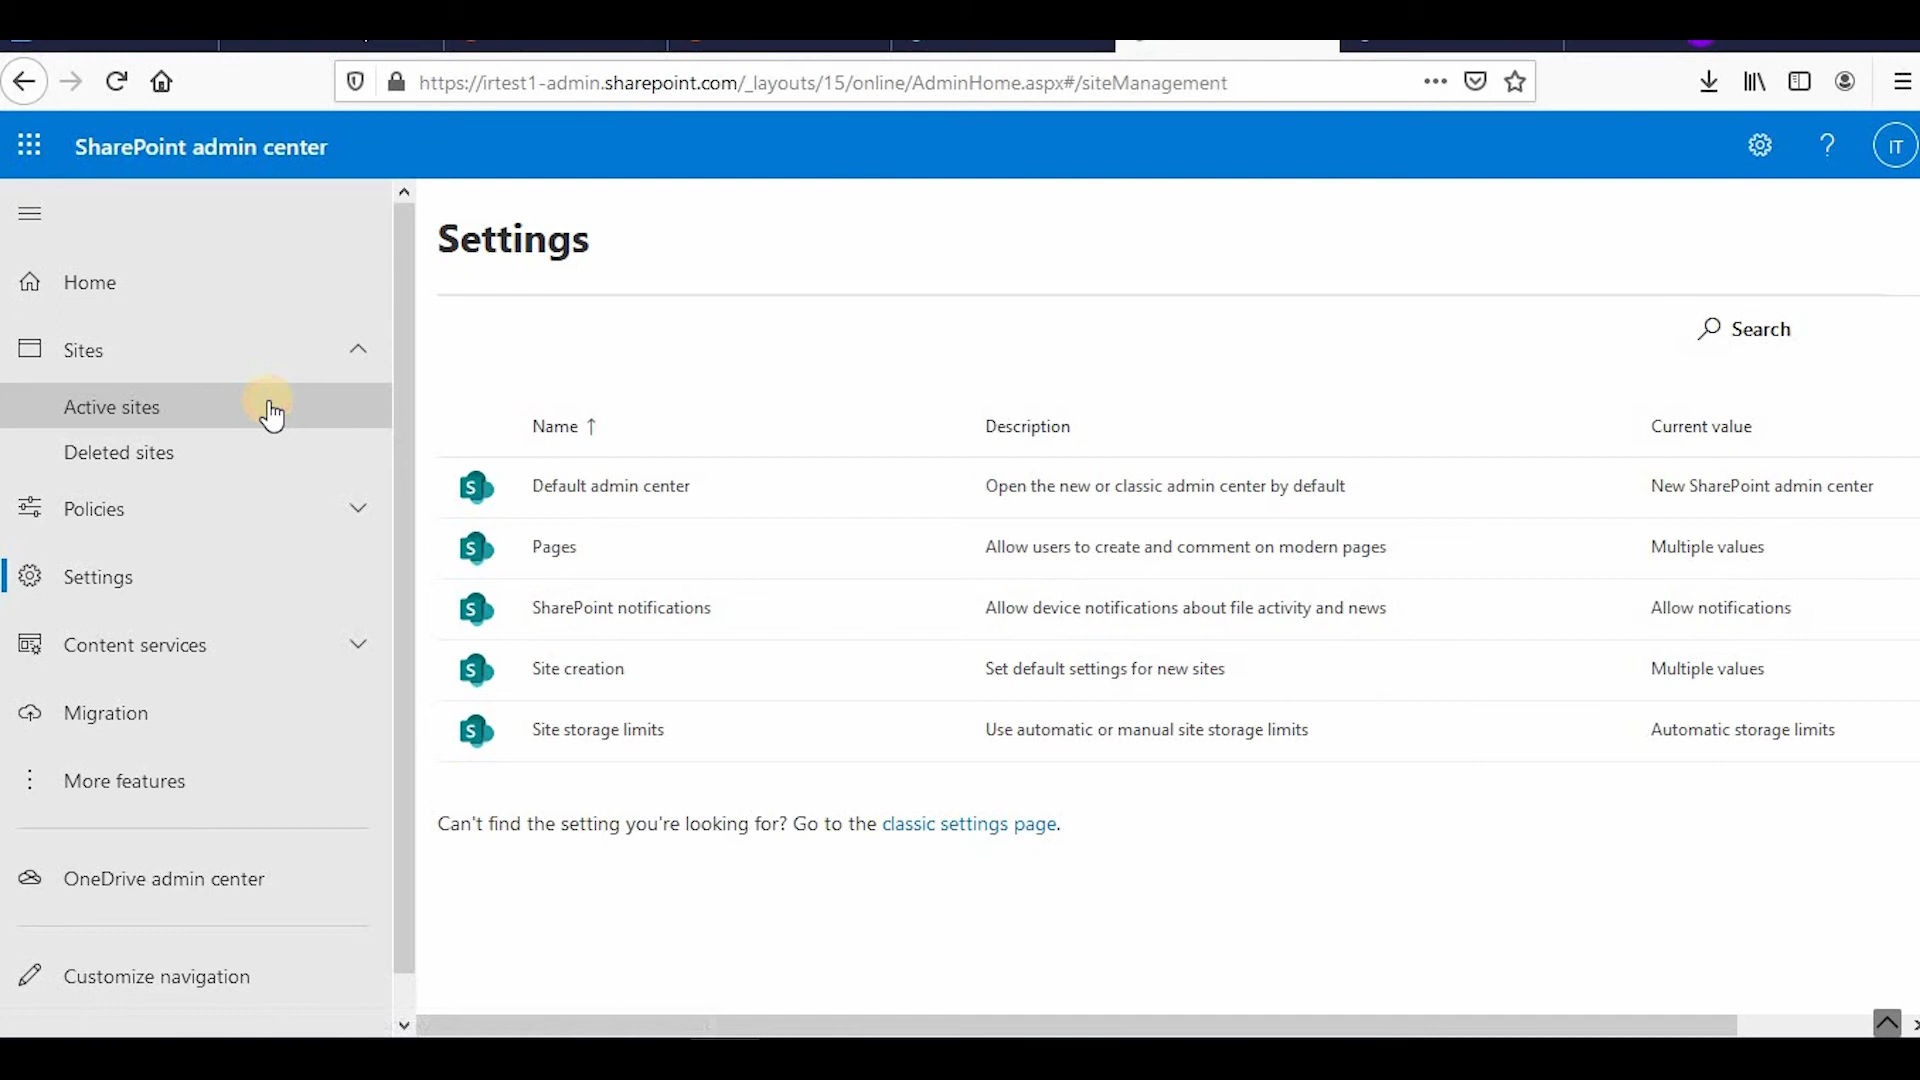 https://irtest1-admin.sharepoint.com/_layouts/15/online/AdminHome.aspx#/siteManagement
SharePoint admin center
?
IT
Home
Sites
Active sites
Deleted sites
Policies
Settings
Content services
Migration
More features
OneDrive admin center
Customize navigation
Settings
Search
Name ↑ Description Current value
S Default admin center Open the new or classic admin center by default New SharePoint admin center
S Pages Allow users to create and comment on modern pages Multiple values
S SharePoint notifications Allow device notifications about file activity and news Allow notifications
S Site creation Set default settings for new sites Multiple values
S Site storage limits Use automatic or manual site storage limits Automatic storage limits
Can't find the setting you're looking for? Go to the classic settings page.